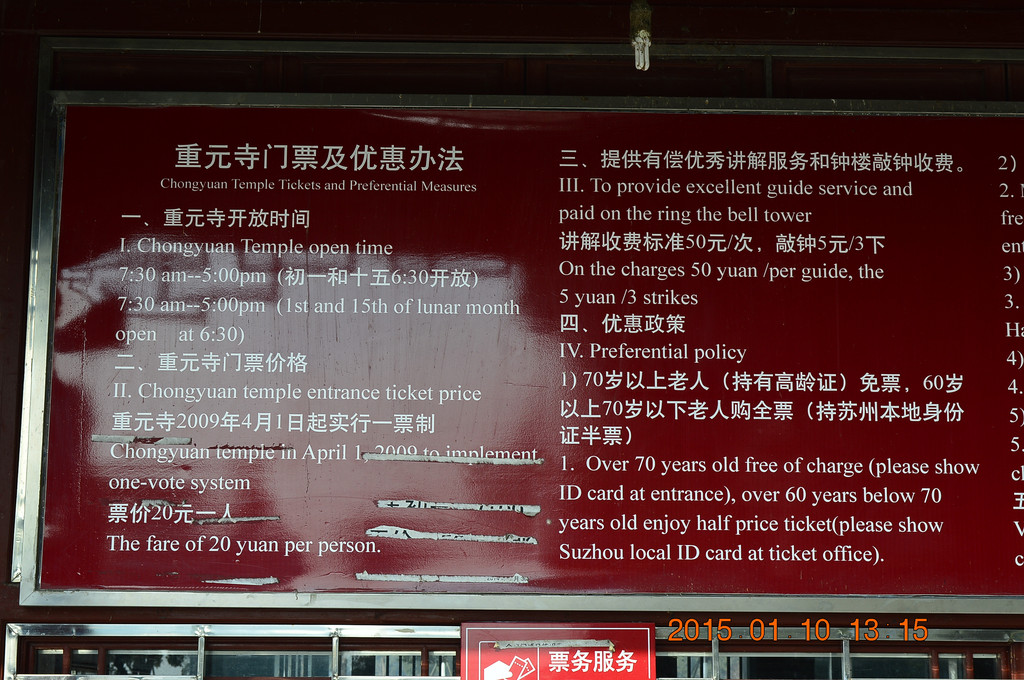 重元寺门票及优惠办法
Chongyuan Temple Tickets and Preferential Measures
一、重元寺开放时间
I. Chongyuan Temple open time
7:30 am--5:00pm (初一和十五6:30开放)
7:30 am--5:00pm (1st and 15th of lunar month
open at 6:30)
二、重元寺门票价格
II. Chongyuan temple entrance ticket price
重元寺2009年4月1日起实行一票制
Chongyuan temple in April 1, 2009 to implement
one-vote system
票价20元一人
The fare of 20 yuan per person.
三、提供有偿优秀讲解服务和钟楼敲钟收费。
III. To provide excellent guide service and
paid on the ring the bell tower
讲解收费标准50元/次，敲钟5元/3下
On the charges 50 yuan /per guide, the
5 yuan /3 strikes
四、优惠政策
IV. Preferential policy
1) 70岁以上老人（持有高龄证）免票，60岁
以上70岁以下老人购全票（持苏州本地身份
证半票）
1. Over 70 years old free of charge (please show
ID card at entrance), over 60 years below 70
years old enjoy half price ticket(please show
Suzhou local ID card at ticket office).
2)
2.
fre
ent
3)
3.
Ha
4)
4.
5)
5.
ch
五
V
c
票务服务
2015 01 10 13 15